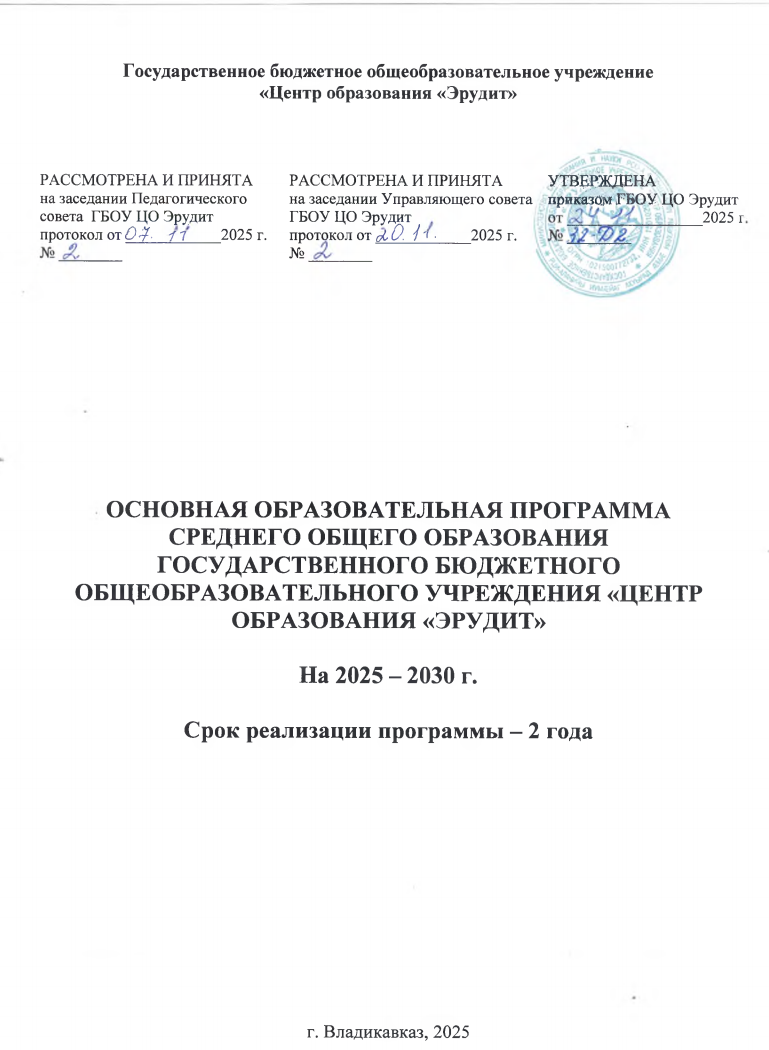 Государственное бюджетное общеобразовательное учреждение
«Центр образования «Эрудит»
РАССМОТРЕНА И ПРИНЯТА
на заседании Педагогического
совета ГБОУ ЦО Эрудит
протокол от 07. 11 2025 г.
№ 2
РАССМОТРЕНА И ПРИНЯТА
на заседании Управляющего совета
ГБОУ ЦО Эрудит
протокол от 20.11. 2025 г.
№ 2
УТВЕРЖДЕНА
приказом ГБОУ ЦО Эрудит
от 24 11 2025 г.
№ 32-Д2
ОСНОВНАЯ ОБРАЗОВАТЕЛЬНАЯ ПРОГРАММА
СРЕДНЕГО ОБЩЕГО ОБРАЗОВАНИЯ
ГОСУДАРСТВЕННОГО БЮДЖЕТНОГО
ОБЩЕОБРАЗОВАТЕЛЬНОГО УЧРЕЖДЕНИЯ «ЦЕНТР
ОБРАЗОВАНИЯ «ЭРУДИТ»
На 2025 – 2030 г.
Срок реализации программы – 2 года
г. Владикавказ, 2025